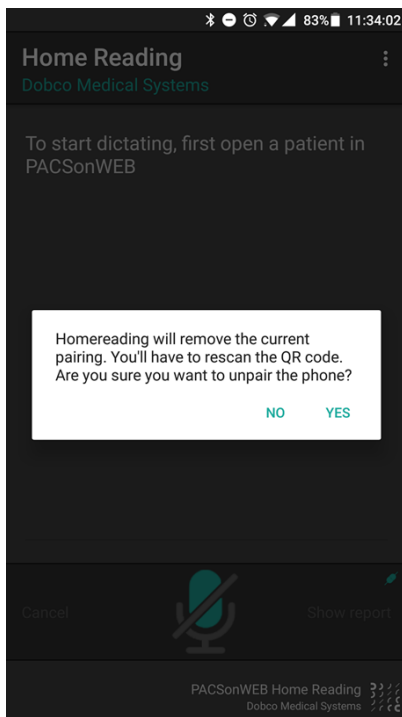 83% 11:34:02
Home Reading
Dobco Medical Systems
To start dictating, first open a patient in
PACSonWEB
Homereading will remove the current
pairing. You'll have to rescan the QR code.
Are you sure you want to unpair the phone?
NO YES
Cancel Show report
PACSonWEB Home Reading
Dobco Medical Systems